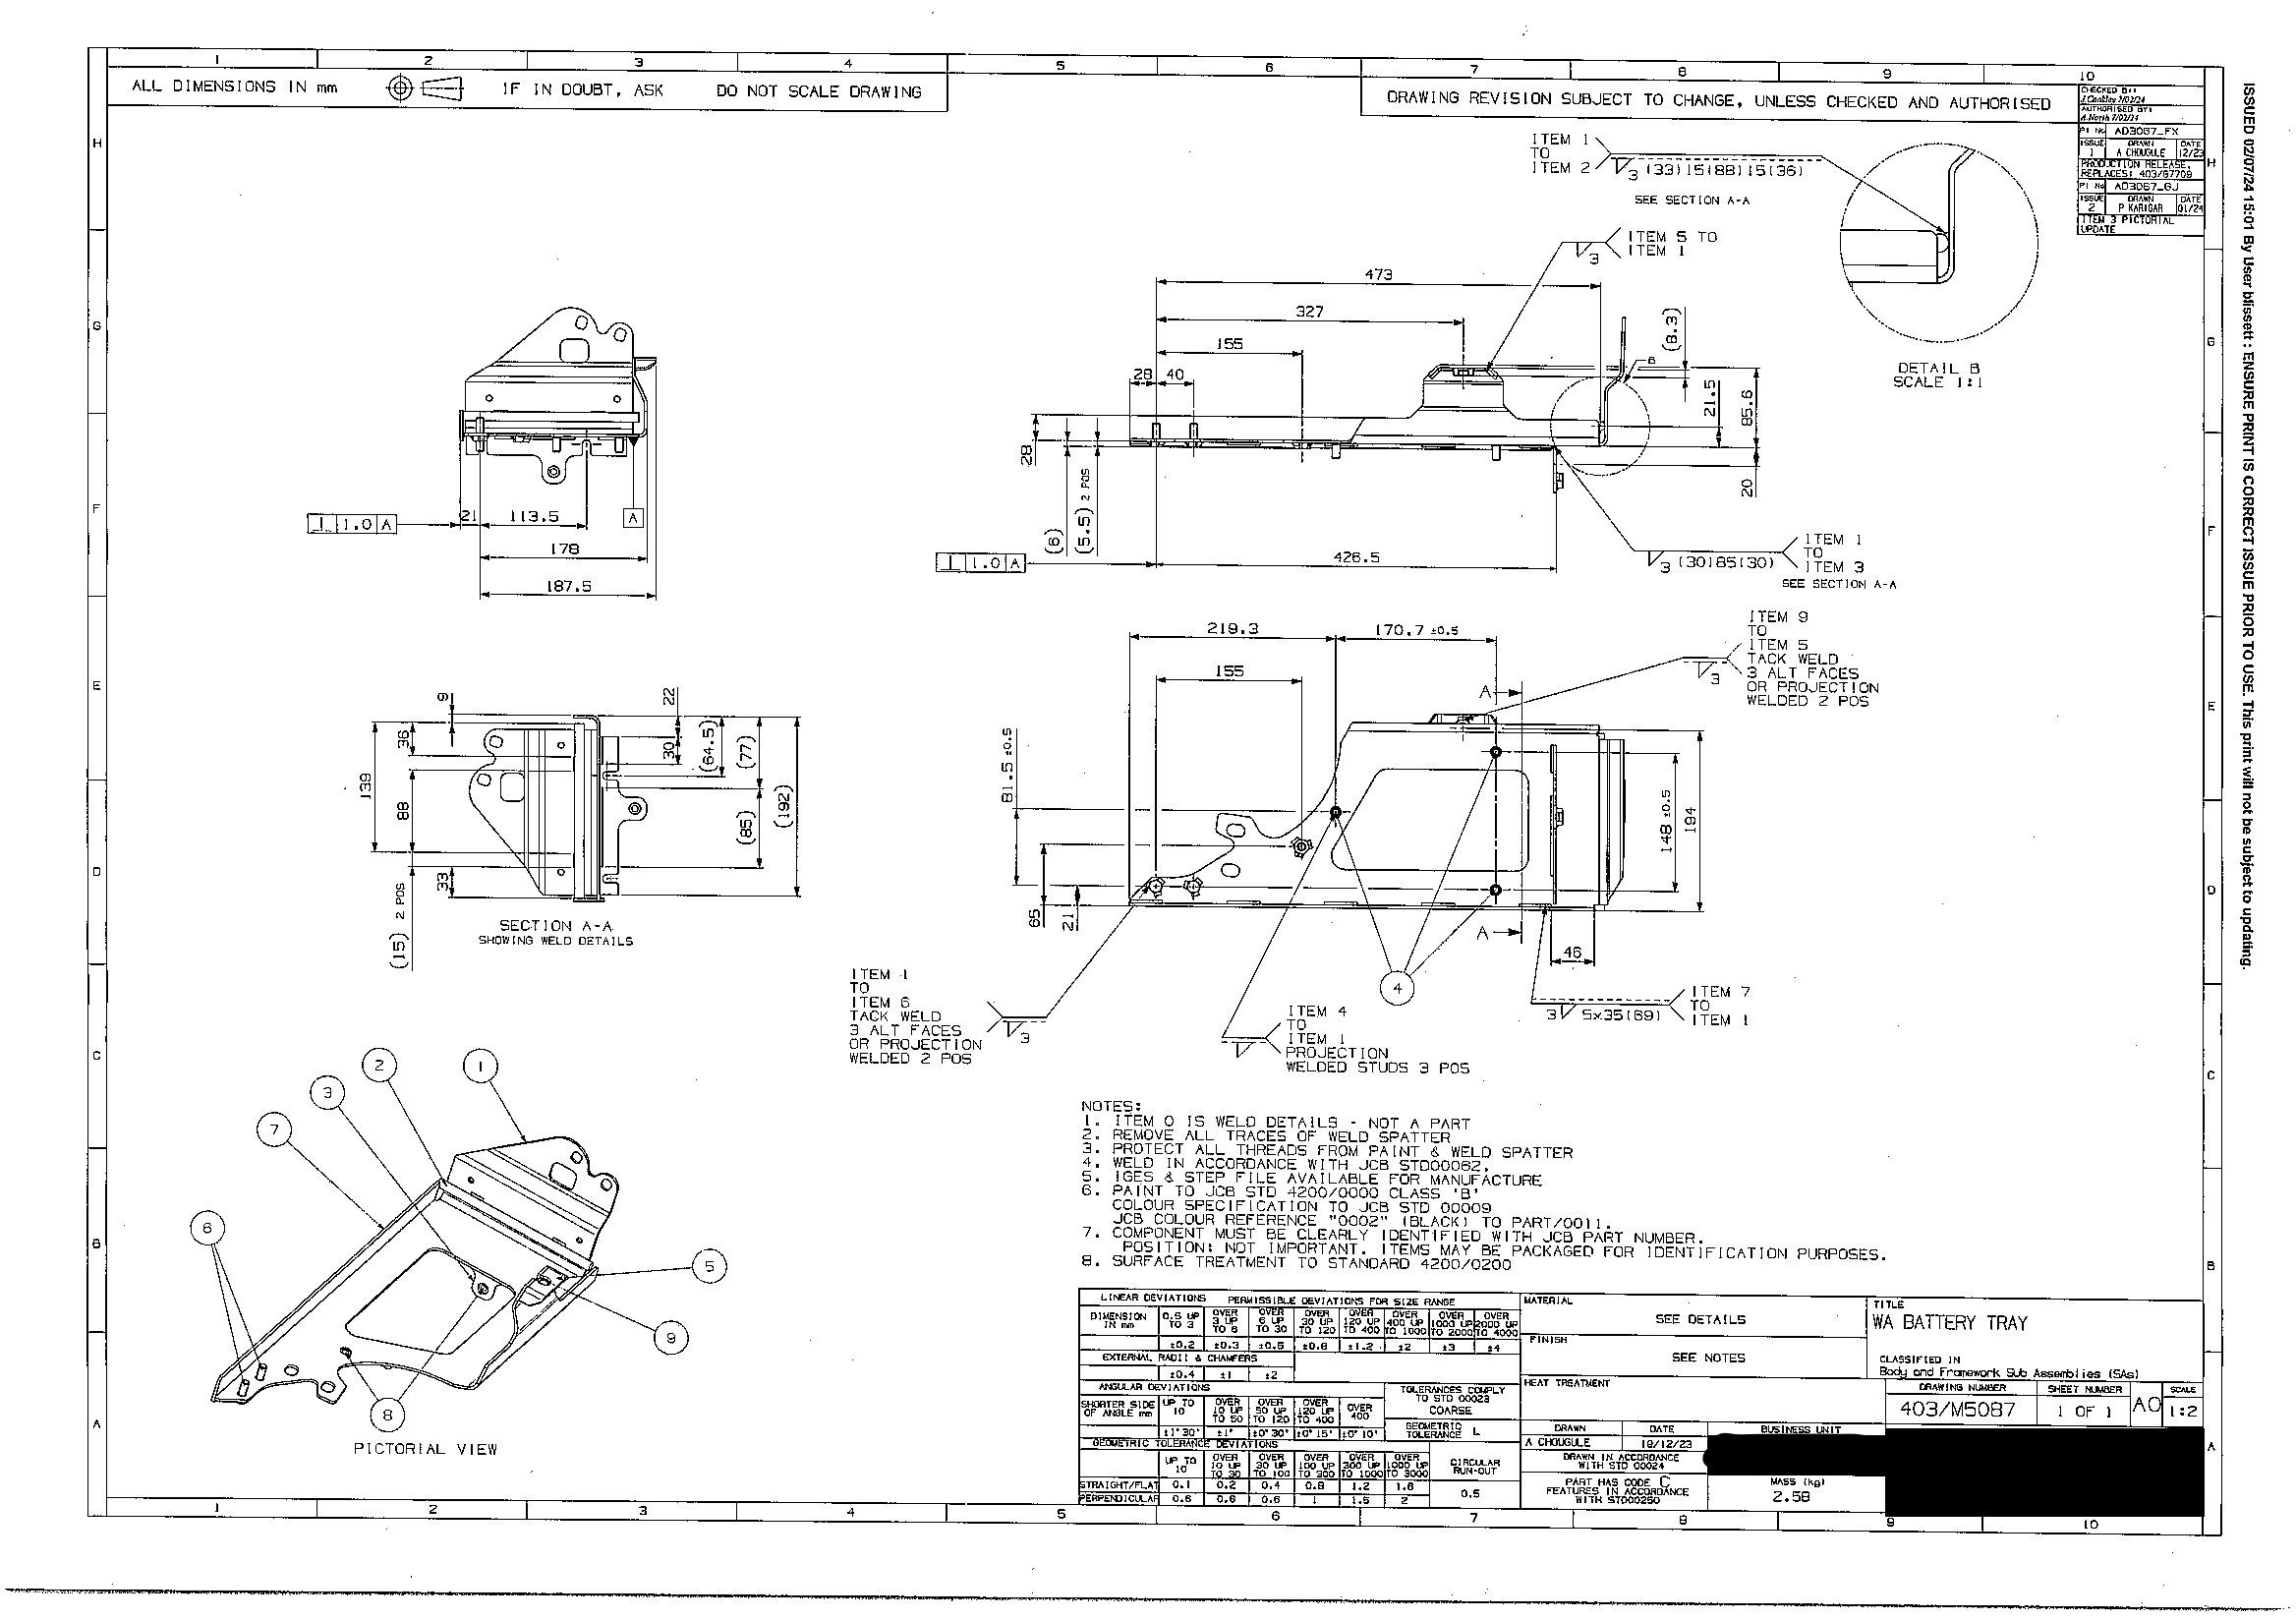 1 2 3 4 5 6 7 8 9 10
ALL DIMENSIONS IN mm
IF IN DOUBT, ASK
DO NOT SCALE DRAWING
DRAWING REVISION SUBJECT TO CHANGE, UNLESS CHECKED AND AUTHORISED
CHECKED BY:
AUTHORISED BY:
A.North 7/02/24
PI No AD3067_FX
ISSUE DRAWN DATE
1 A CHOUGULE 12/23
PRODUCTION RELEASE.
REPLACES: 403/67709
PI No AD3067_GJ
ISSUE DRAWN DATE
2 P KARIGAR 01/24
ITEM 3 PICTORIAL
UPDATE
ISSUED 02/07/24 15:01 By User blissett : ENSURE PRINT IS CORRECT ISSUE PRIOR TO USE. This print will not be subject to updating.
H
G
F
E
D
C
B
A
ITEM 1
TO
ITEM 2
3 (33)15(88)15(36)
SEE SECTION A-A
ITEM 5 TO
ITEM 1
3
473
327
155
28 40
(8.3)
B
21.5
85.6
28
(6)
(5.5) 2 POS
20
⊥ 1.0 A
426.5
ITEM 1
TO
ITEM 3
3 (30)85(30)
SEE SECTION A-A
DETAIL B
SCALE 1:1
⊥ 1.0 A
21
113.5
A
178
187.5
9
22
36
30
(64.5)
(77)
139
88
(85)
(192)
33
(15) 2 POS
SECTION A-A
SHOWING WELD DETAILS
219.3
170.7 ±0.5
155
A
81.5 ±0.5
148 ±0.5
194
65
21
A
46
ITEM 9
TO
ITEM 5
TACK WELD
3 ALT FACES
OR PROJECTION
WELDED 2 POS
3
ITEM 1
TO
ITEM 6
TACK WELD
3 ALT FACES
OR PROJECTION
WELDED 2 POS
3
4
ITEM 4
TO
ITEM 1
PROJECTION
WELDED STUDS 3 POS
ITEM 7
TO
ITEM 1
3 5x35(69)
1
2
3
7
6
5
9
8
PICTORIAL VIEW
NOTES:
1. ITEM 0 IS WELD DETAILS - NOT A PART
2. REMOVE ALL TRACES OF WELD SPATTER
3. PROTECT ALL THREADS FROM PAINT & WELD SPATTER
4. WELD IN ACCORDANCE WITH JCB STD00062.
5. IGES & STEP FILE AVAILABLE FOR MANUFACTURE
6. PAINT TO JCB STD 4200/0000 CLASS 'B'
COLOUR SPECIFICATION TO JCB STD 00009
JCB COLOUR REFERENCE "0002" (BLACK) TO PART/0011.
7. COMPONENT MUST BE CLEARLY IDENTIFIED WITH JCB PART NUMBER.
POSITION: NOT IMPORTANT. ITEMS MAY BE PACKAGED FOR IDENTIFICATION PURPOSES.
8. SURFACE TREATMENT TO STANDARD 4200/0200
LINEAR DEVIATIONS PERMISSIBLE DEVIATIONS FOR SIZE RANGE
DIMENSION IN mm
0.5 UP TO 3
OVER 3 UP TO 6
OVER 6 UP TO 30
OVER 30 UP TO 120
OVER 120 UP TO 400
OVER 400 UP TO 1000
OVER 1000 UP TO 2000
OVER 2000 UP TO 4000
±0.2 ±0.3 ±0.5 ±0.8 ±1.2 ±2 ±3 ±4
EXTERNAL RADII & CHAMFERS
±0.4 ±1 ±2
ANGULAR DEVIATIONS
SHORTER SIDE OF ANGLE mm
UP TO 10
OVER 10 UP TO 50
OVER 50 UP TO 120
OVER 120 UP TO 400
OVER 400
±1°30' ±1° ±0°30' ±0°15' ±0°10'
TOLERANCES COMPLY
TO STD 00023
COARSE
GEOMETRIC TOLERANCE L
GEOMETRIC TOLERANCE DEVIATIONS
UP TO 10
OVER 10 UP TO 30
OVER 30 UP TO 100
OVER 100 UP TO 300
OVER 300 UP TO 1000
OVER 1000 UP TO 3000
CIRCULAR RUN-OUT
STRAIGHT/FLAT 0.1 0.2 0.4 0.8 1.2 1.6
PERPENDICULAR 0.6 0.6 0.6 1 1.5 2
0.5
MATERIAL
SEE DETAILS
FINISH
SEE NOTES
HEAT TREATMENT
DRAWN DATE BUSINESS UNIT
A CHOUGULE 18/12/23
DRAWN IN ACCORDANCE
WITH STD 00024
PART HAS CODE C
FEATURES IN ACCORDANCE
WITH STD00250
MASS (kg)
2.58
TITLE
WA BATTERY TRAY
CLASSIFIED IN
Body and Framework Sub Assemblies (SAs)
DRAWING NUMBER SHEET NUMBER SCALE
403/M5087 1 OF 1 A0 1:2
1 2 3 4 5 6 7 8 9 10